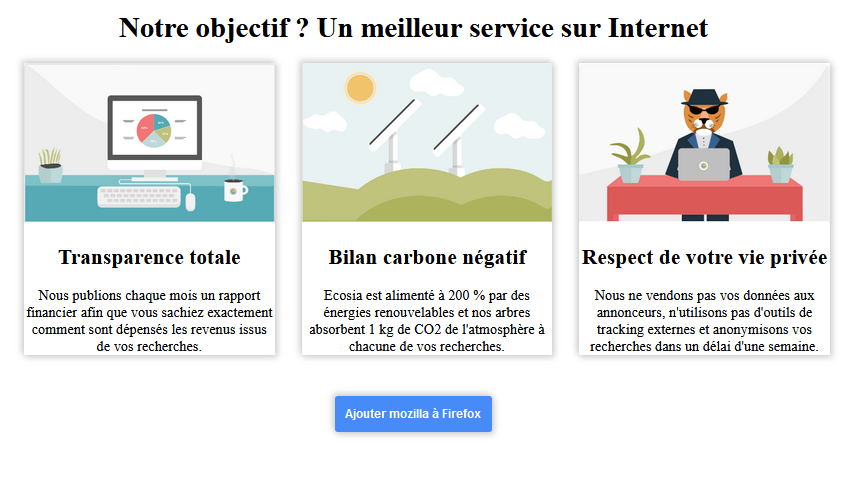 Notre objectif ? Un meilleur service sur Internet
Transparence totale
Nous publions chaque mois un rapport
financier afin que vous sachiez exactement
comment sont dépensés les revenus issus
de vos recherches.
Bilan carbone négatif
Ecosia est alimenté à 200 % par des
énergies renouvelables et nos arbres
absorbent 1 kg de CO2 de l'atmosphère à
chacune de vos recherches.
Respect de votre vie privée
Nous ne vendons pas vos données aux
annonceurs, n'utilisons pas d'outils de
tracking externes et anonymisons vos
recherches dans un délai d'une semaine.
Ajouter mozilla à Firefox